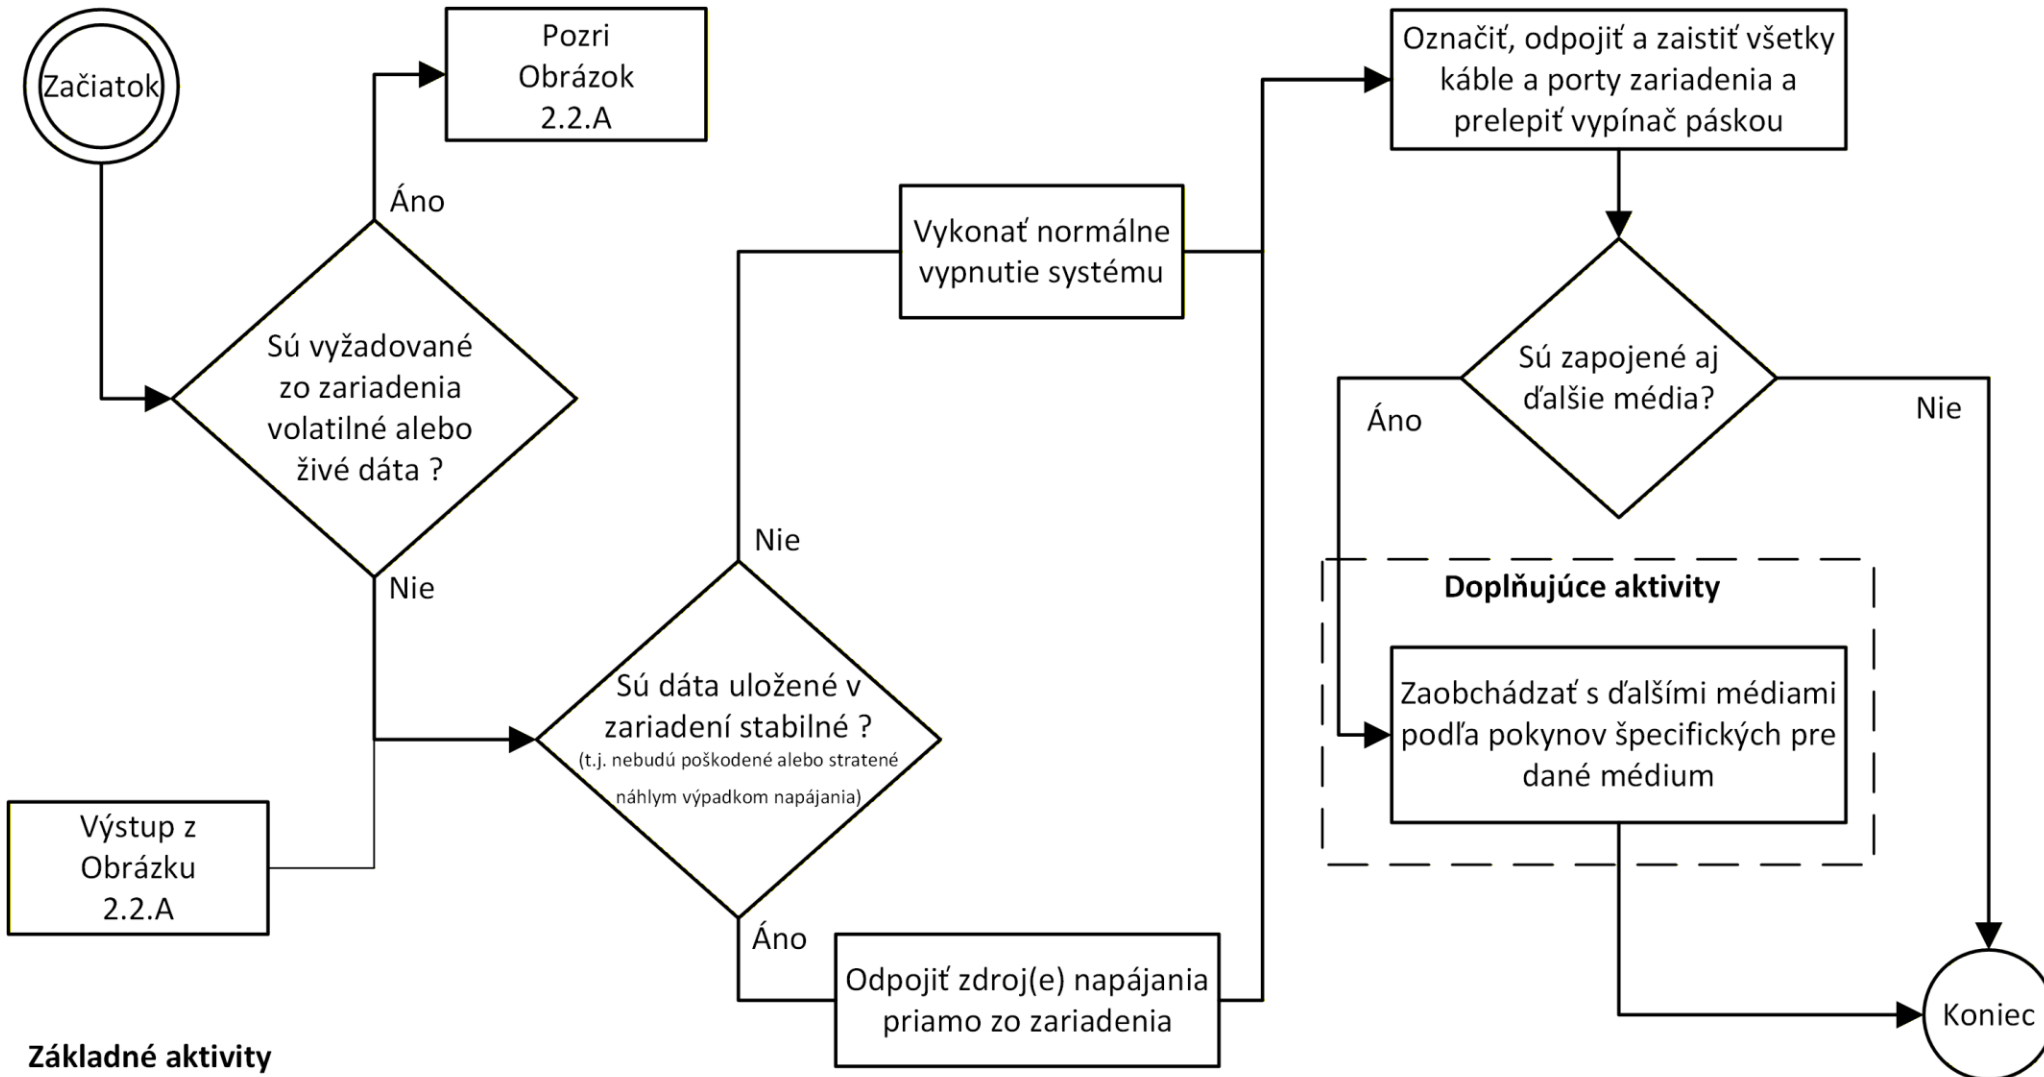 Začiatok
Pozri
Obrázok
2.2.A
Áno
Sú vyžadované
zo zariadenia
volatilné alebo
živé dáta ?
Nie
Výstup z
Obrázku
2.2.A
Základné aktivity
Vykonať normálne
vypnutie systému
Nie
Sú dáta uložené v
zariadení stabilné ?
(t.j. nebudú poškodené alebo stratené
náhlym výpadkom napájania)
Áno
Odpojiť zdroj(e) napájania
priamo zo zariadenia
Označiť, odpojiť a zaistiť všetky
káble a porty zariadenia a
prelepiť vypínač páskou
Sú zapojené aj
ďalšie média?
Áno
Nie
Doplňujúce aktivity
Zaobchádzať s ďalšími médiami
podľa pokynov špecifických pre
dané médium
Koniec